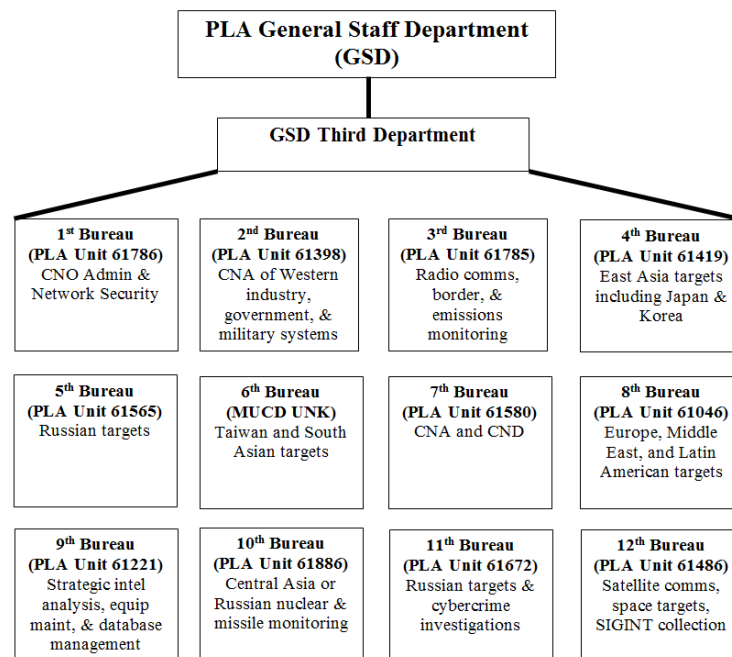 PLA General Staff Department
(GSD)
GSD Third Department
1st Bureau
(PLA Unit 61786)
CNO Admin &
Network Security
2nd Bureau
(PLA Unit 61398)
CNA of Western
industry,
government, &
military systems
3rd Bureau
(PLA Unit 61785)
Radio comms,
border, &
emissions
monitoring
4th Bureau
(PLA Unit 61419)
East Asia targets
including Japan &
Korea
5th Bureau
(PLA Unit 61565)
Russian targets
6th Bureau
(MUCD UNK)
Taiwan and South
Asian targets
7th Bureau
(PLA Unit 61580)
CNA and CND
8th Bureau
(PLA Unit 61046)
Europe, Middle
East, and Latin
American targets
9th Bureau
(PLA Unit 61221)
Strategic intel
analysis, equip
maint, & database
management
10th Bureau
(PLA Unit 61886)
Central Asia or
Russian nuclear &
missile monitoring
11th Bureau
(PLA Unit 61672)
Russian targets &
cybercrime
investigations
12th Bureau
(PLA Unit 61486)
Satellite comms,
space targets,
SIGINT collection